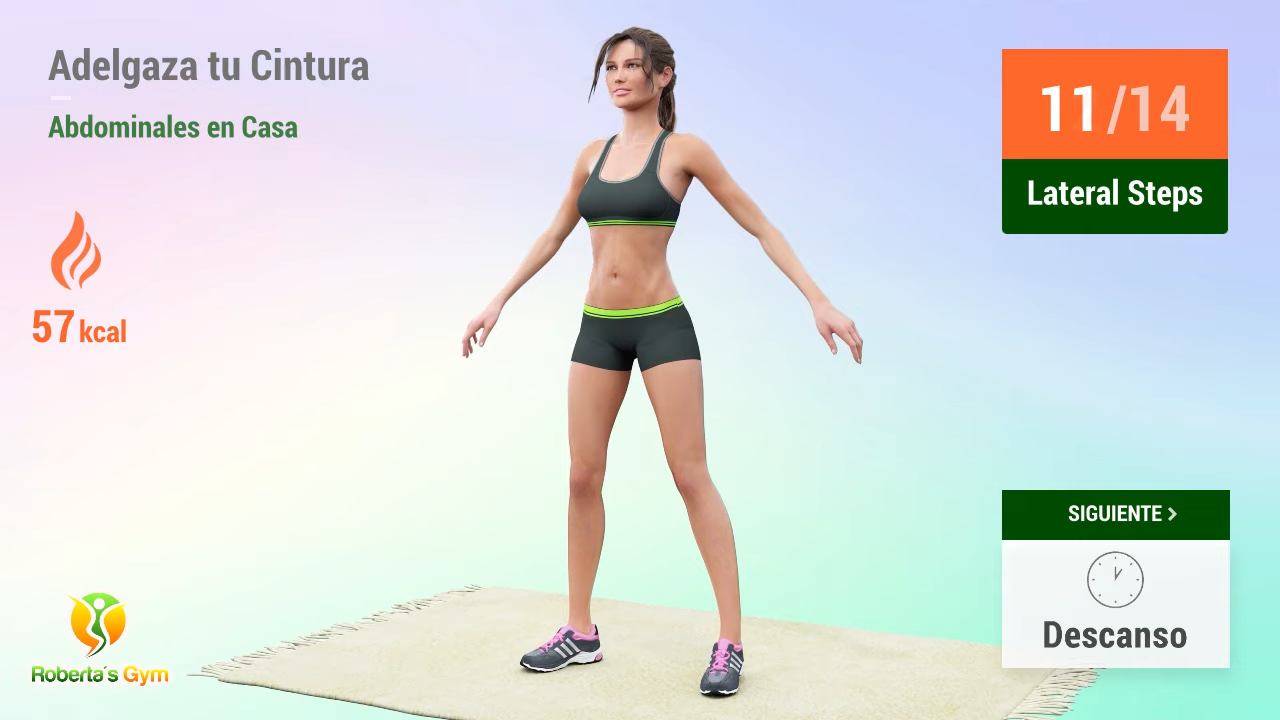 Adelgaza tu Cintura
Abdominales en Casa
57 kcal
11/14
Lateral Steps
SIGUIENTE >
Descanso
Roberta´s Gym